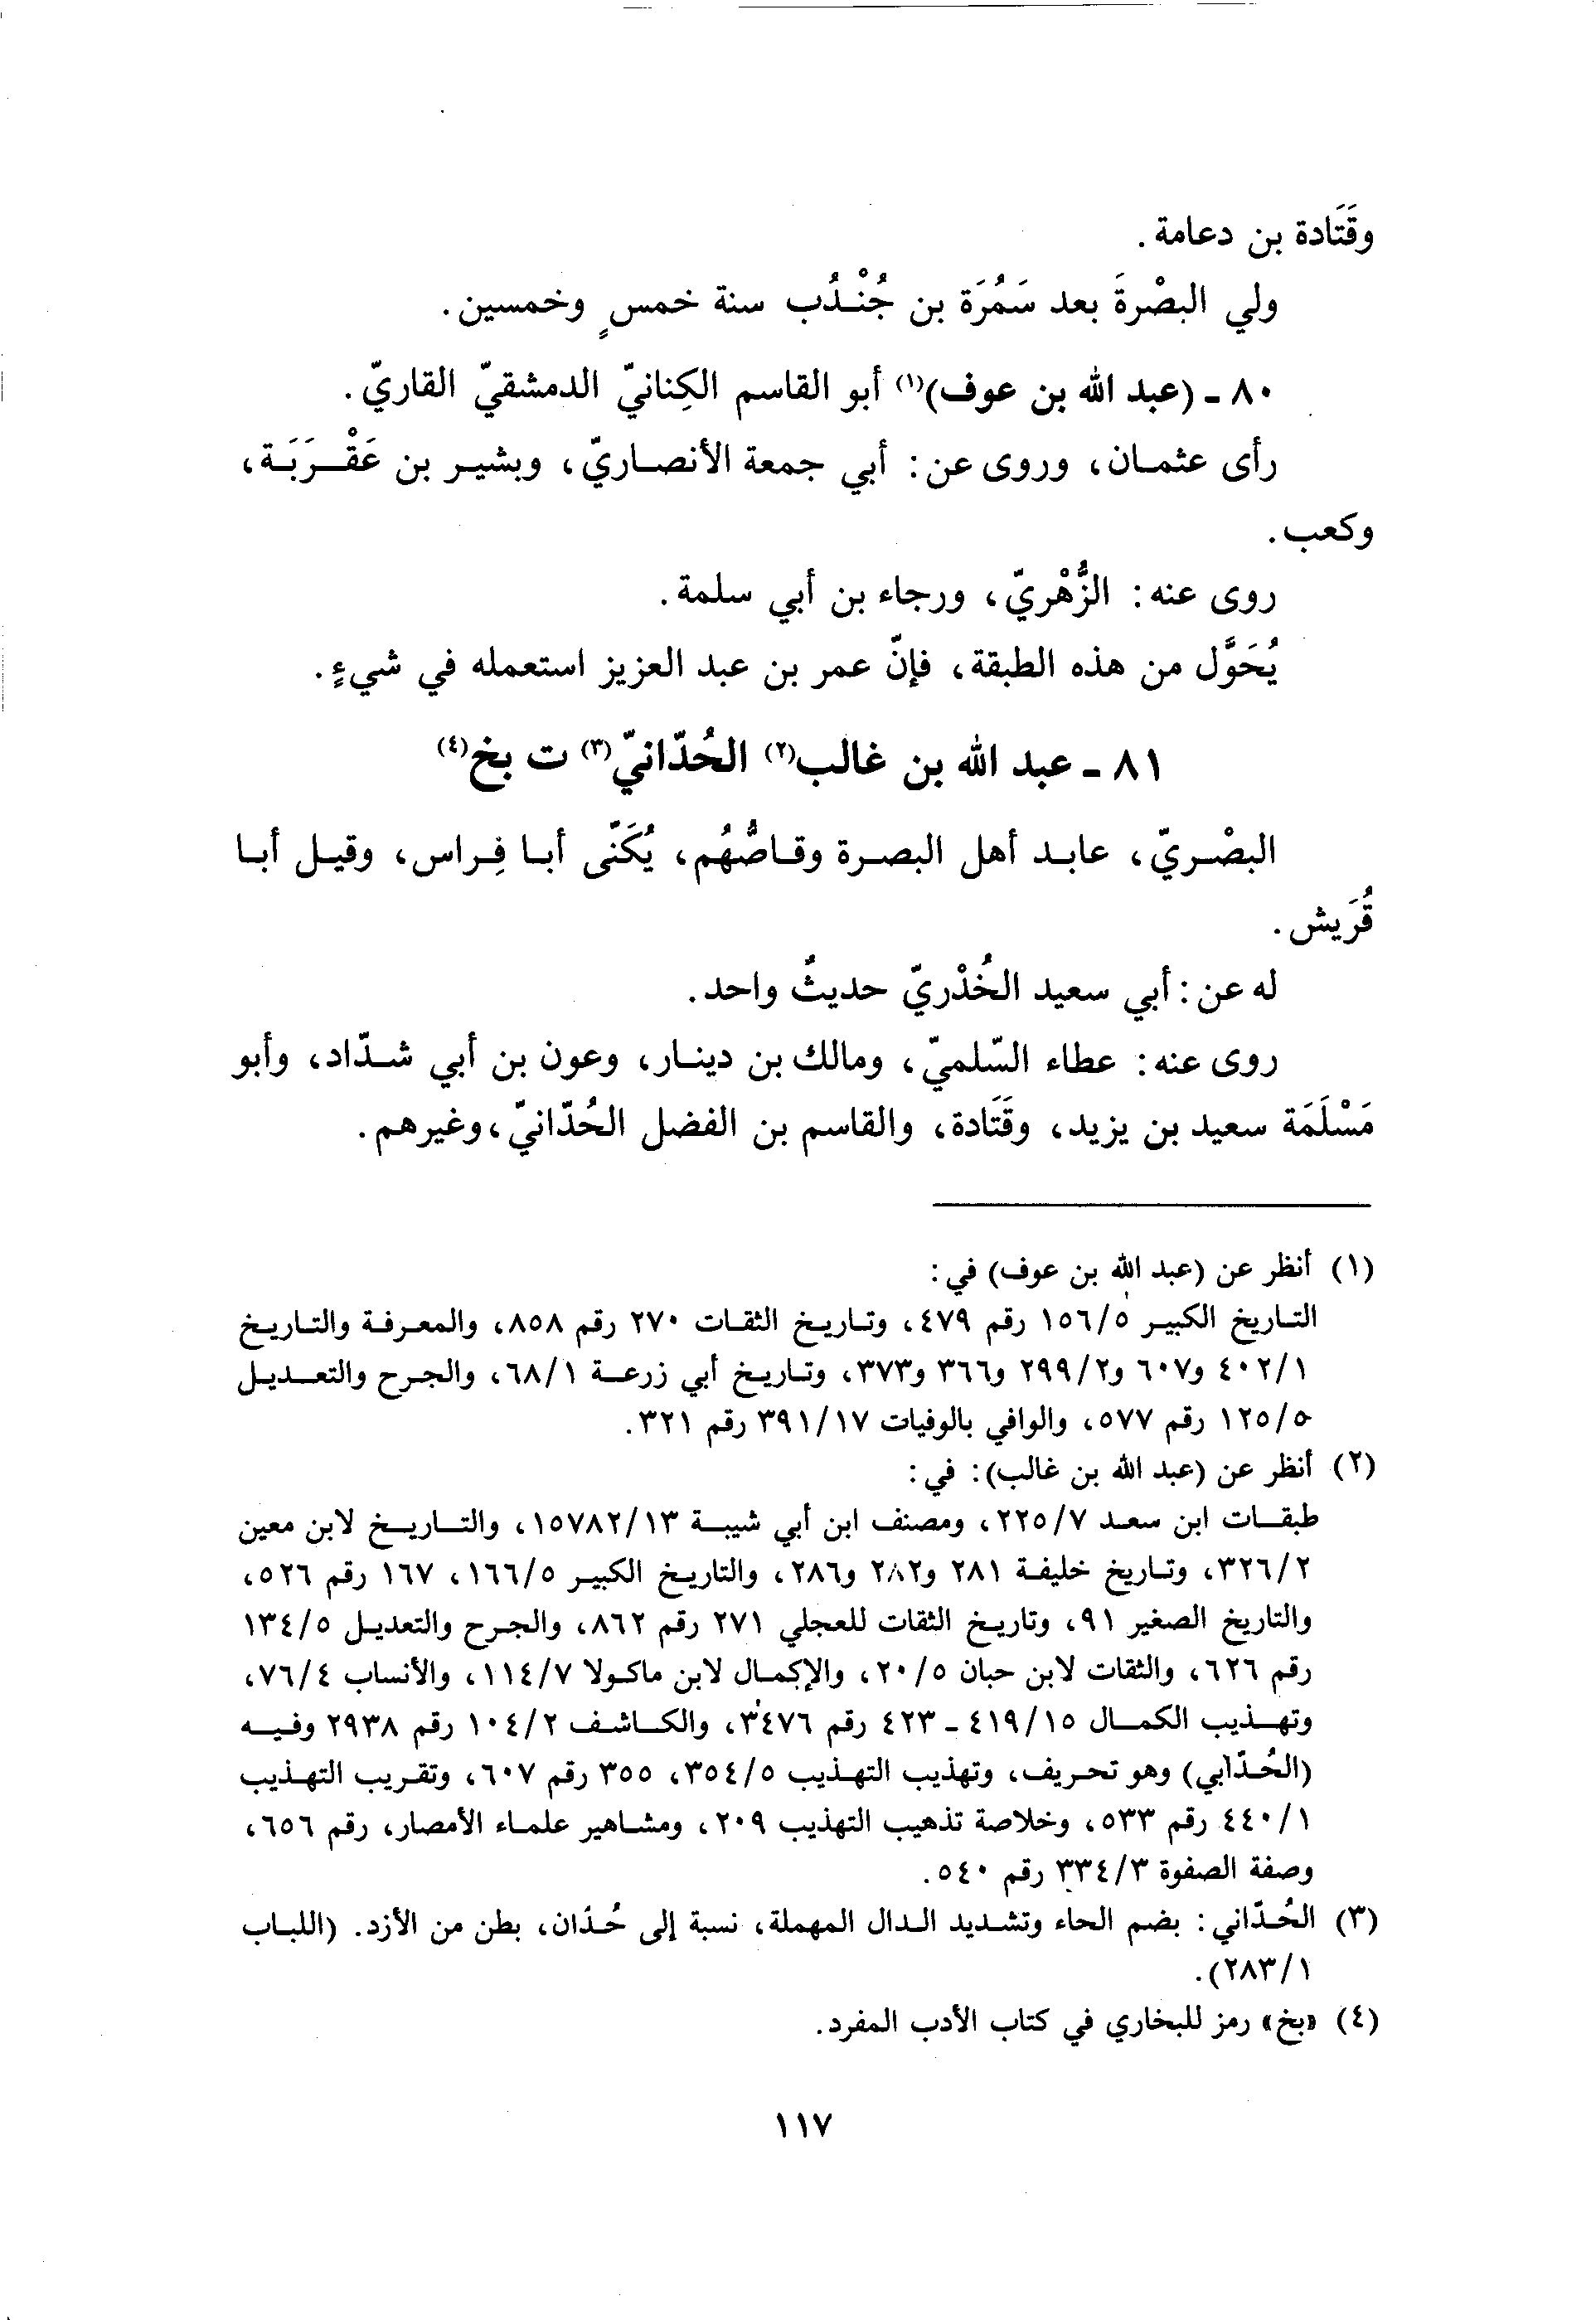 وقَتَادة بن دعامة.
ولي البصْرةَ بعد سَمُرَة بن جُنْدُب سنة خمسٍ وخمسين.
٨٠ - (عبد الله بن عوف)(١) أبو القاسم الكِنانيّ الدمشقيّ القاريّ.
رأى عثمان، وروى عن: أبي جمعة الأنصاريّ، وبشير بن عَقْرَبَة،
وكعب.
روى عنه: الزُّهْريّ، ورجاء بن أبي سلمة.
يُحَوَّل من هذه الطبقة، فإنّ عمر بن عبد العزيز استعمله في شيءٍ.
٨١ - عبد الله بن غالب(٢) الحُدّانيّ(٣) ت بخ(٤)
البصْريّ، عابد أهل البصرة وقاصُّهُم، يُكَنّى أبا فِراس، وقيل أبا
قُرَيش.
له عن: أبي سعيد الخُدْريّ حديثٌ واحد.
روى عنه: عطاء السّلميّ، ومالك بن دينار، وعون بن أبي شدّاد، وأبو
مَسْلَمَة سعيد بن يزيد، وقَتَادة، والقاسم بن الفضل الحُدّانيّ، وغيرهم.
(١) أنظر عن (عبد الله بن عوف) في:
التاريخ الكبير ١٥٦/٥ رقم ٤٧٩، وتاريخ الثقات ٢٧٠ رقم ٨٥٨، والمعرفة والتاريخ
٤٠٢/١ و٦٠٧ و٢٩٩/٢ و٣٦٦ و٣٧٣، وتاريخ أبي زرعة ٦٨/١، والجرح والتعديل
١٢٥/٥ رقم ٥٧٧، والوافي بالوفيات ٣٩١/١٧ رقم ٣٢١.
(٢) أنظر عن (عبد الله بن غالب): في:
طبقات ابن سعد ٢٢٥/٧، ومصنف ابن أبي شيبة ١٥٧٨٢/١٣، والتاريخ لابن معين
٣٢٦/٢، وتاريخ خليفة ٢٨١ و٢٨٢ و٢٨٦، والتاريخ الكبير ١٦٦/٥، ١٦٧ رقم ٥٢٦،
والتاريخ الصغير ٩١، وتاريخ الثقات للعجلي ٢٧١ رقم ٨٦٢، والجرح والتعديل ١٣٤/٥
رقم ٦٢٦، والثقات لابن حبان ٢٠/٥، والإكمال لابن ماكولا ١١٤/٧، والأنساب ٧٦/٤،
وتهذيب الكمال ٤١٩/١٥ - ٤٢٣ رقم ٣٤٧٦، والكاشف ١٠٤/٢ رقم ٢٩٣٨ وفيه
(الحُدّابي) وهو تحريف، وتهذيب التهذيب ٣٥٤/٥، ٣٥٥ رقم ٦٠٧، وتقريب التهذيب
٤٤٠/١ رقم ٥٣٣، وخلاصة تذهيب التهذيب ٢٠٩، ومشاهير علماء الأمصار، رقم ٦٥٦،
وصفة الصفوة ٣٣٤/٣ رقم ٥٤٠.
(٣) الحُدّاني: بضم الحاء وتشديد الدال المهملة، نسبة إلى حُدّان، بطن من الأزد. (اللباب
٢٨٣/١).
(٤) «بخ» رمز للبخاري في كتاب الأدب المفرد.
١١٧